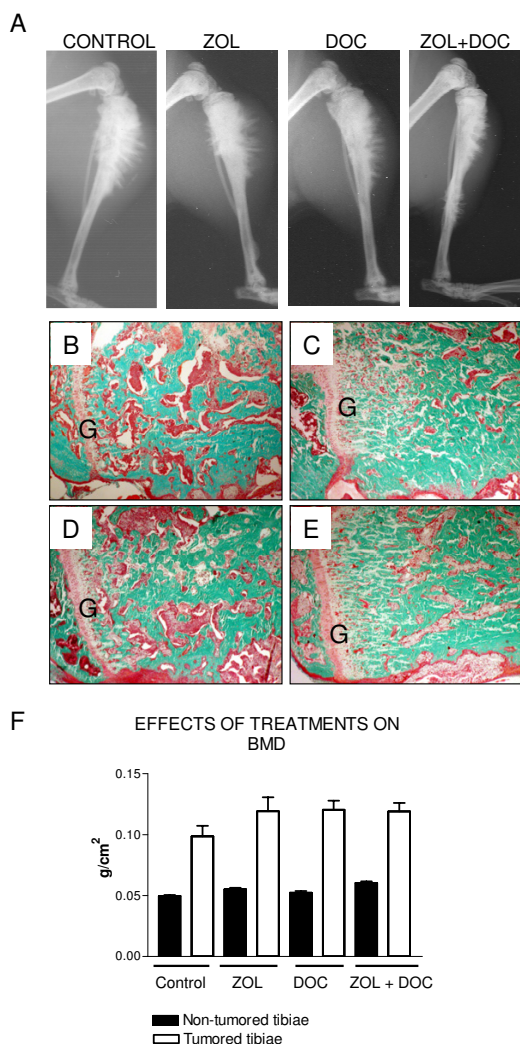 A
CONTROL ZOL DOC ZOL+DOC
B C
G G
D E
G G
F
EFFECTS OF TREATMENTS ON
BMD
g/cm²
0.15
0.10
0.05
0.00
Control ZOL DOC ZOL + DOC
Non-tumored tibiae
Tumored tibiae